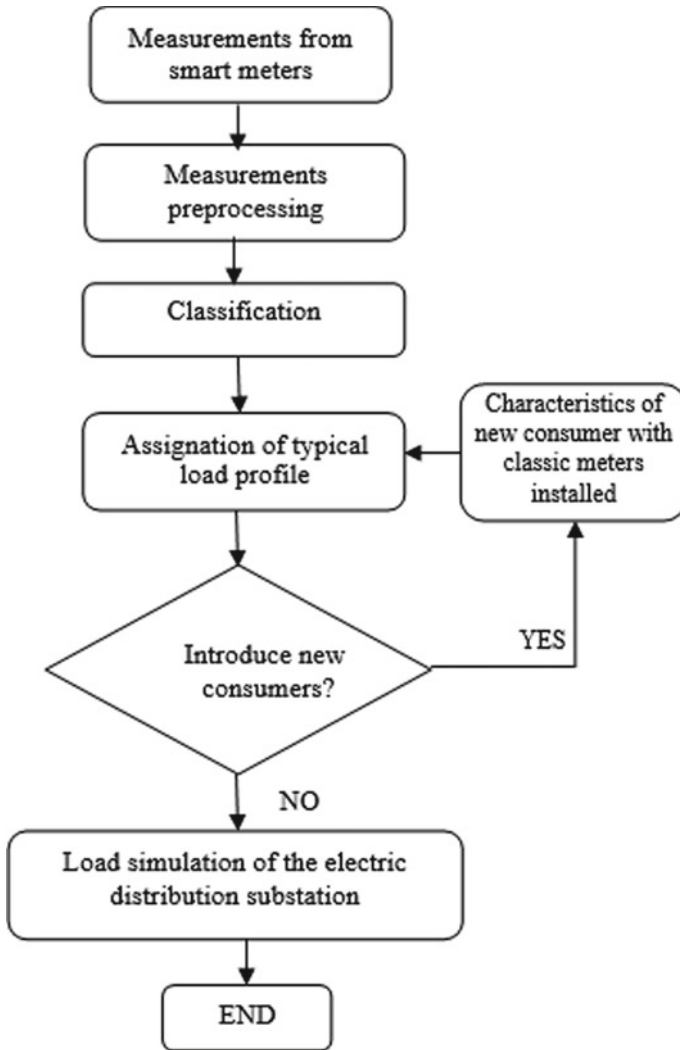 Measurements from
smart meters
Measurements
preprocessing
Classification
Assignation of typical
load profile
Characteristics of
new consumer with
classic meters
installed
Introduce new
consumers?
YES
NO
Load simulation of the electric
distribution substation
END